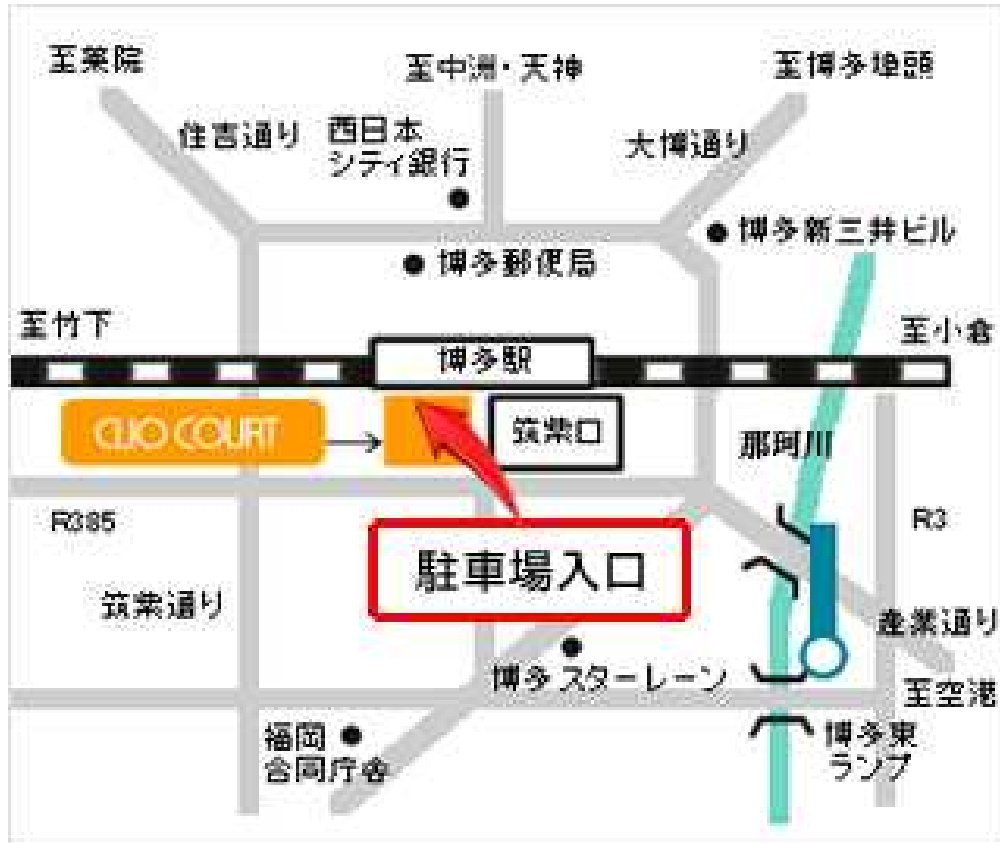 至薬院
至中洲・天神
至博多埠頭
住吉通り
西日本
シティ銀行
大博通り
博多新三井ビル
博多郵便局
至竹下
至小倉
博多駅
CLIO COURT
筑紫口
那珂川
R385
R3
駐車場入口
筑紫通り
産業通り
博多スターレーン
至空港
福岡
合同庁舎
博多東
ランプ